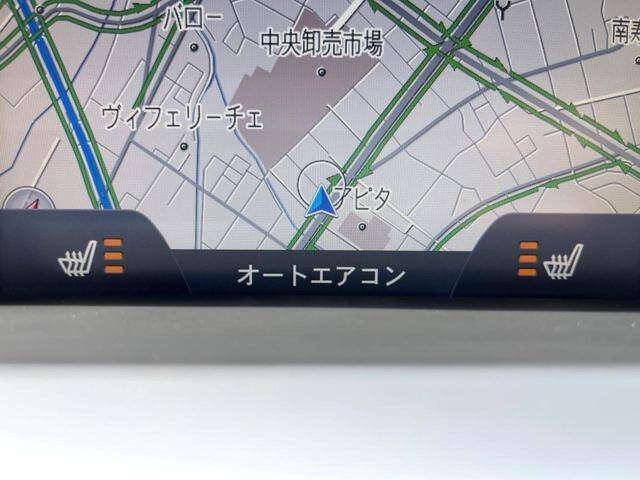 バロー
中央卸売市場
南寿
ヴィフェリーチェ
アピタ
オートエアコン